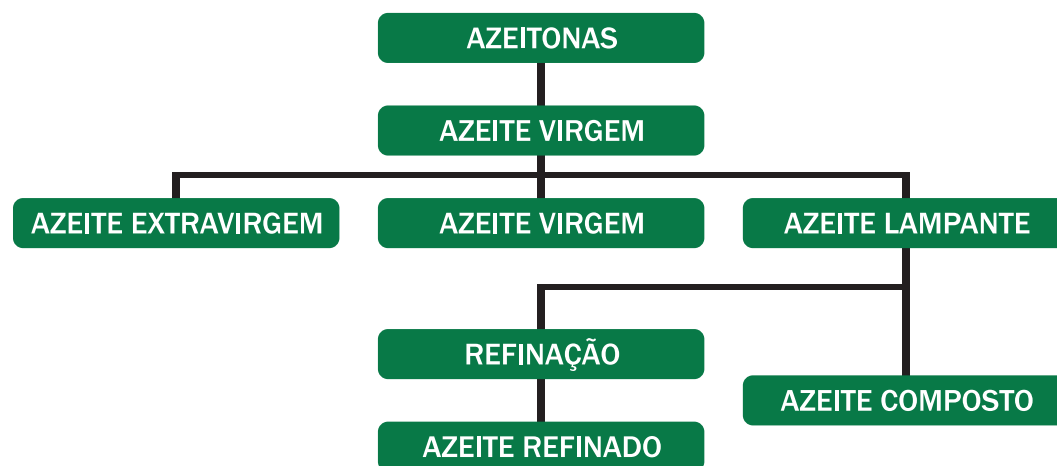 AZEITONAS
AZEITE VIRGEM
AZEITE EXTRAVIRGEM
AZEITE VIRGEM
AZEITE LAMPANTE
REFINAÇÃO
AZEITE COMPOSTO
AZEITE REFINADO